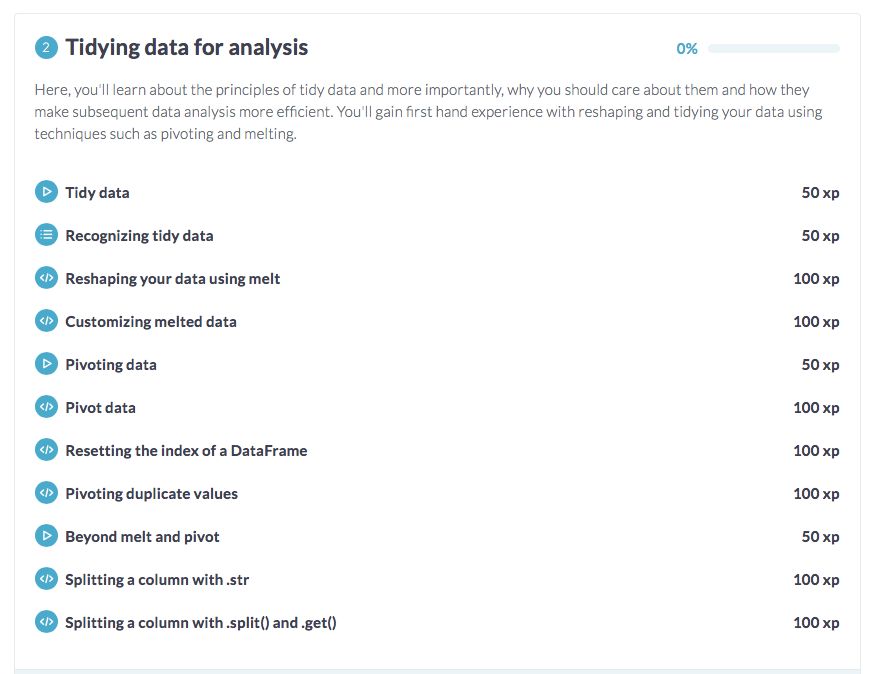 2 Tidying data for analysis 0%
Here, you'll learn about the principles of tidy data and more importantly, why you should care about them and how they
make subsequent data analysis more efficient. You'll gain first hand experience with reshaping and tidying your data using
techniques such as pivoting and melting.
Tidy data 50 xp
Recognizing tidy data 50 xp
</> Reshaping your data using melt 100 xp
</> Customizing melted data 100 xp
Pivoting data 50 xp
</> Pivot data 100 xp
</> Resetting the index of a DataFrame 100 xp
</> Pivoting duplicate values 100 xp
Beyond melt and pivot 50 xp
</> Splitting a column with .str 100 xp
</> Splitting a column with .split() and .get() 100 xp